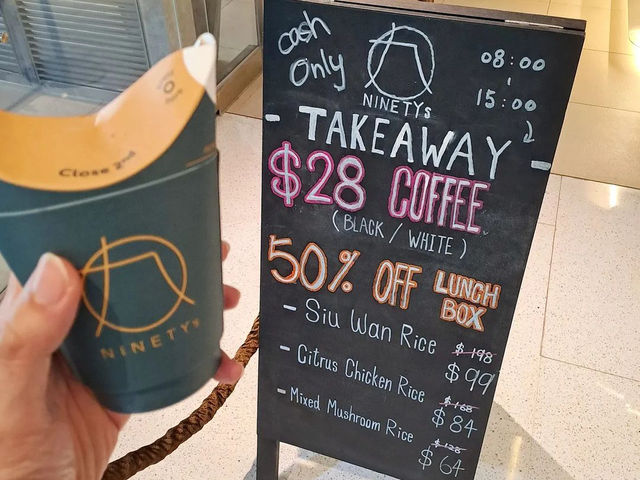 Close 2nd
NINETYs
cash
Only
NINETYs
08:00
-
15:00
- TAKEAWAY -
$28 COFFEE
(BLACK / WHITE)
50% OFF LUNCH
BOX
- Siu Wan Rice $198
$99
- Citrus Chicken Rice $168
$84
- Mixed Mushroom Rice $128
$64